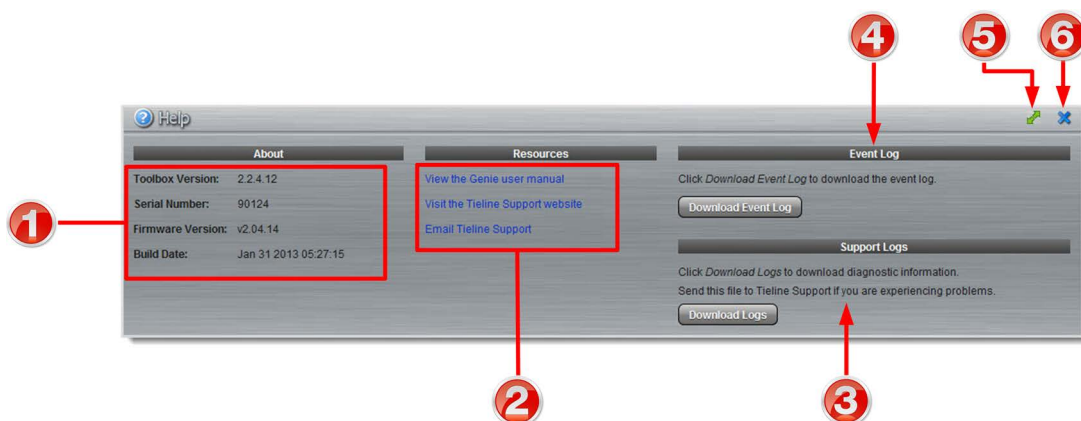 4 5 6
Help
About
Toolbox Version: 2.2.4.12
Serial Number: 90124
Firmware Version: v2.04.14
Build Date: Jan 31 2013 05:27:15
Resources
View the Genie user manual
Visit the Tieline Support website
Email Tieline Support
Event Log
Click Download Event Log to download the event log.
Download Event Log
Support Logs
Click Download Logs to download diagnostic information.
Send this file to Tieline Support if you are experiencing problems.
Download Logs
1
2
3